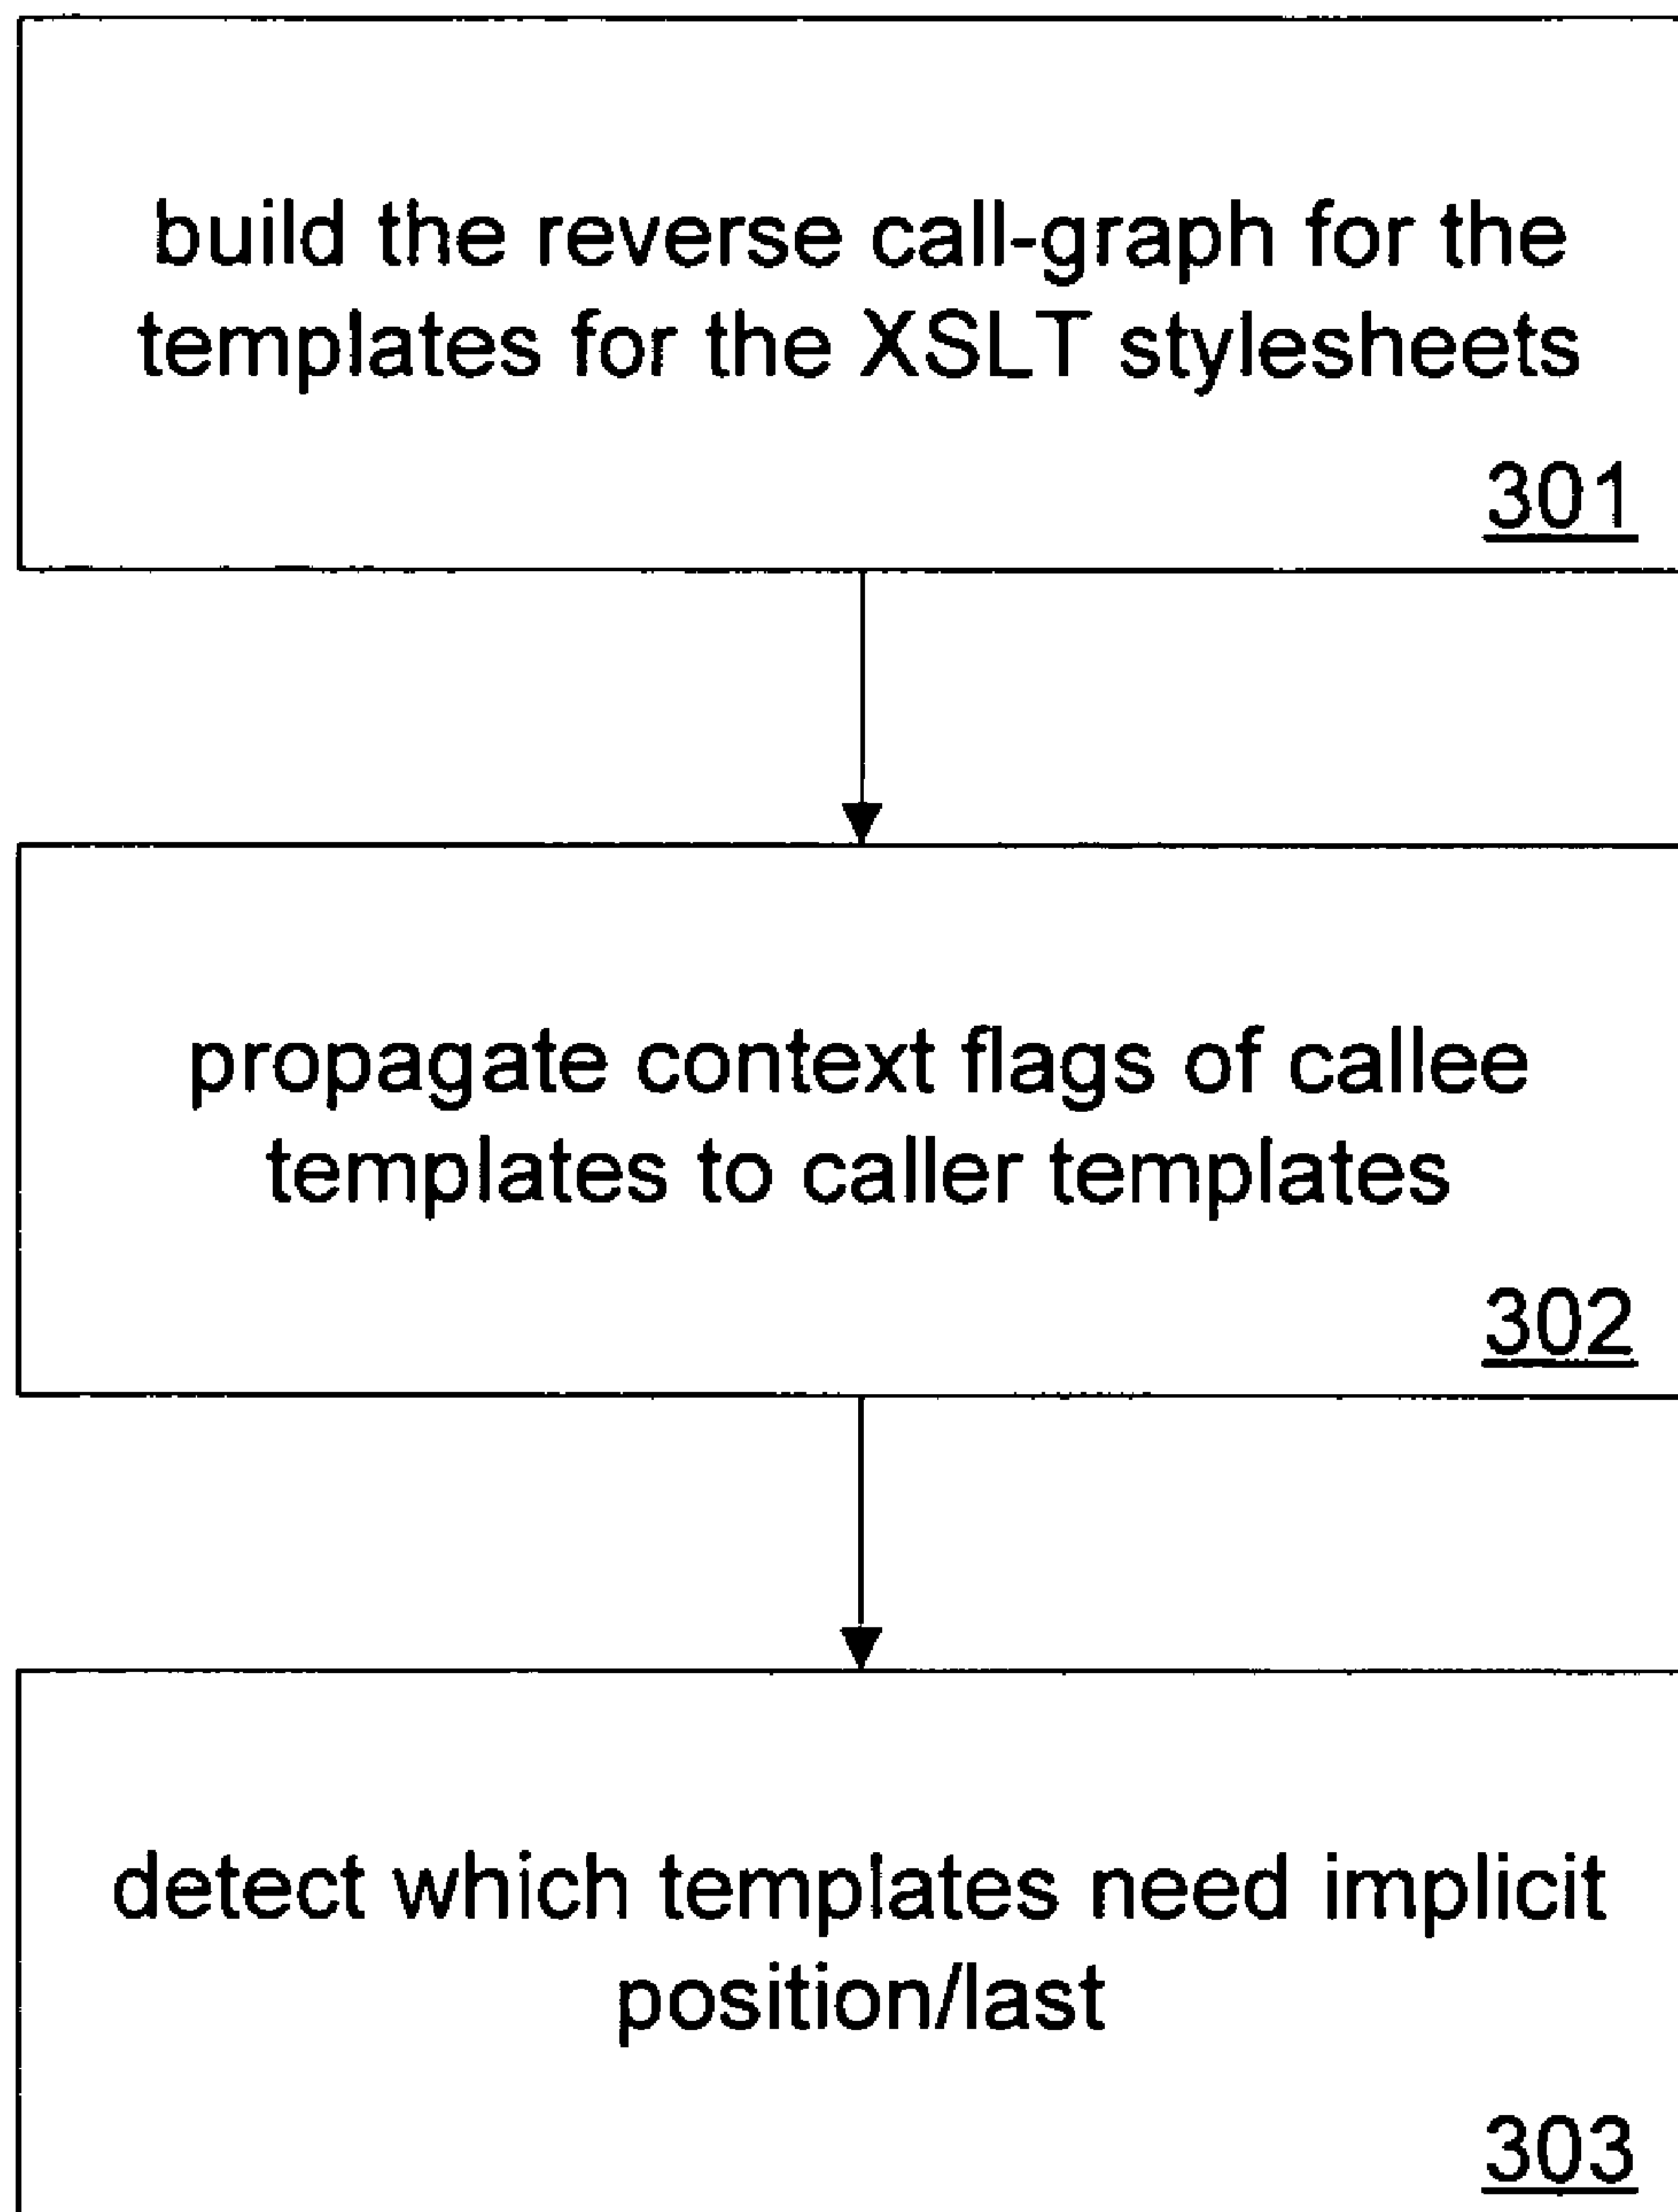 build the reverse call-graph for the
templates for the XSLT stylesheets
301
propagate context flags of callee
templates to caller templates
302
detect which templates need implicit
position/last
303